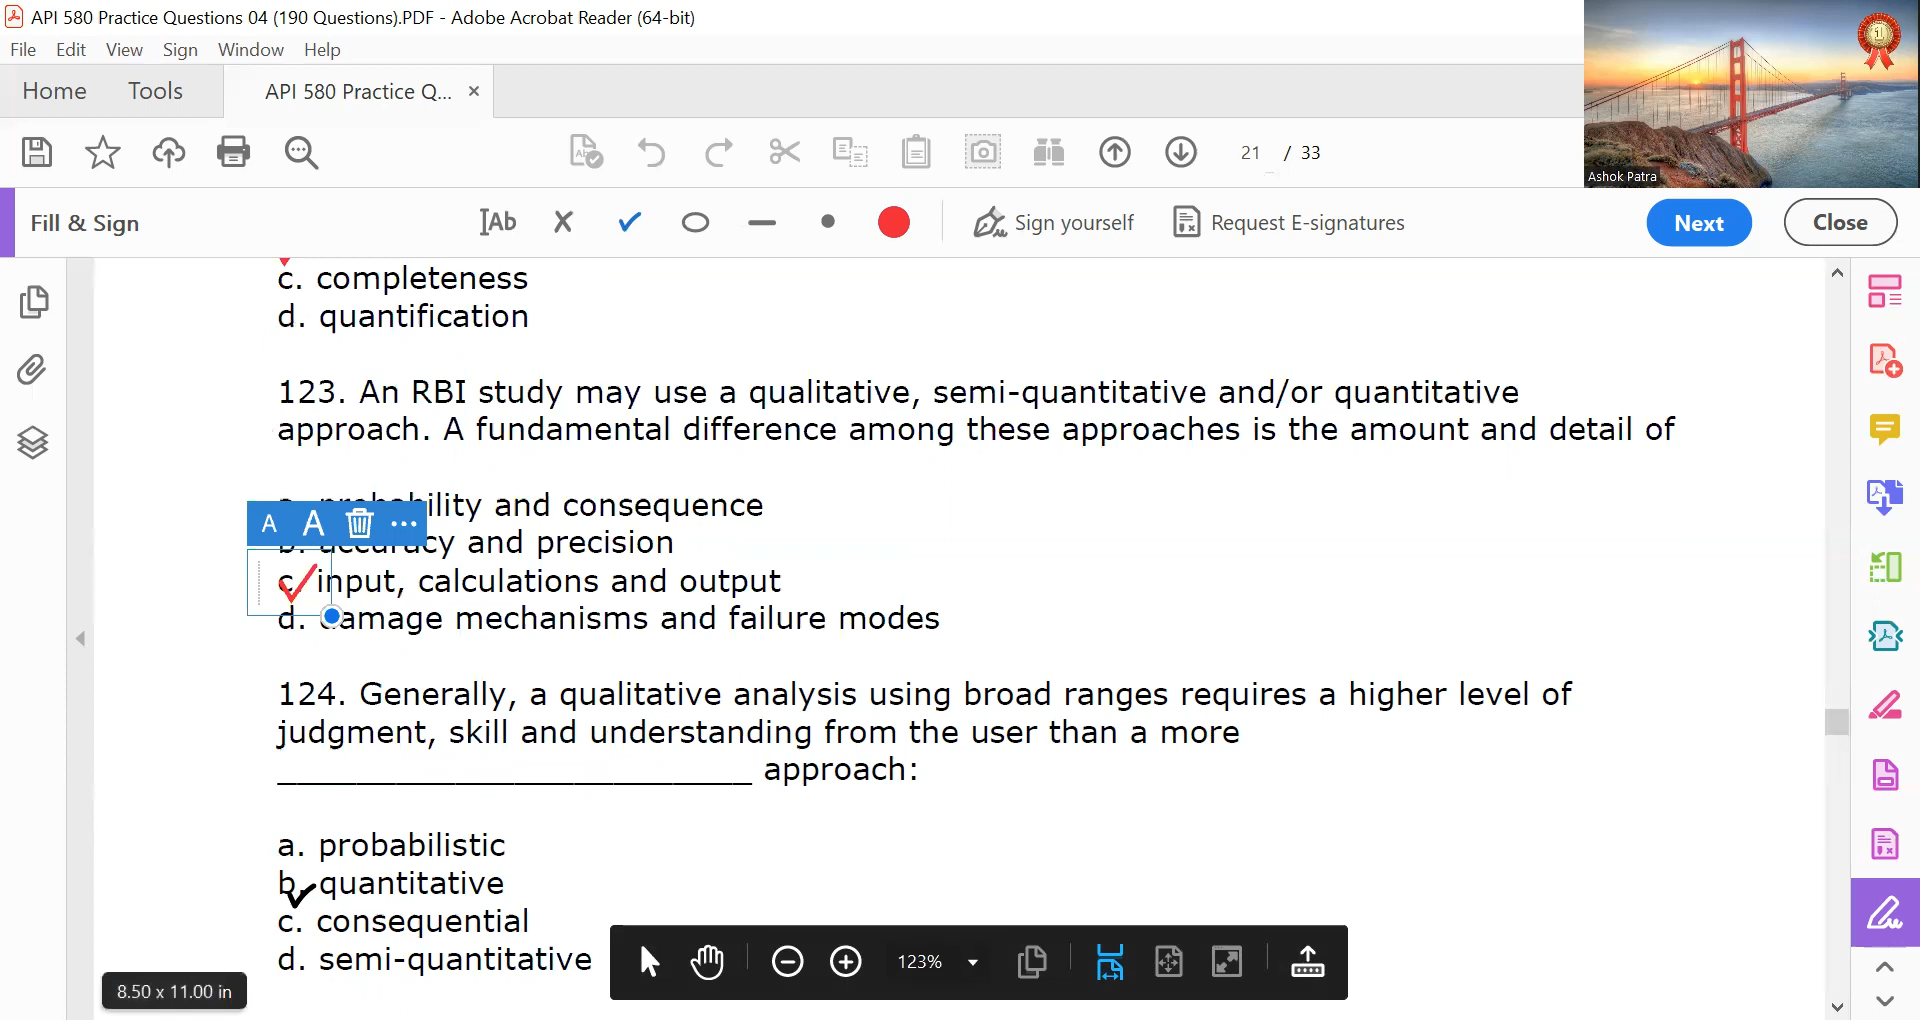 API 580 Practice Questions 04 (190 Questions).PDF - Adobe Acrobat Reader (64-bit)
File Edit View Sign Window Help
Home Tools API 580 Practice Q... ×
21 / 33
Ashok Patra
Fill & Sign
Ab
Sign yourself
Request E-signatures
Next
Close
c. completeness
d. quantification
123. An RBI study may use a qualitative, semi-quantitative and/or quantitative
approach. A fundamental difference among these approaches is the amount and detail of
ility and consequence
A A
and precision
c. input, calculations and output
d. damage mechanisms and failure modes
124. Generally, a qualitative analysis using broad ranges requires a higher level of
judgment, skill and understanding from the user than a more
________________________ approach:
a. probabilistic
b. quantitative
c. consequential
d. semi-quantitative
123%
8.50 x 11.00 in